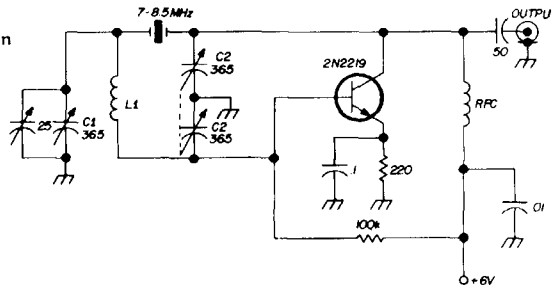 n
7-8.5MHz
OUTPU
C2
365
2N2219
50
L1
25
C1
365
C2
365
RFC
.1
220
.01
100k
+6V